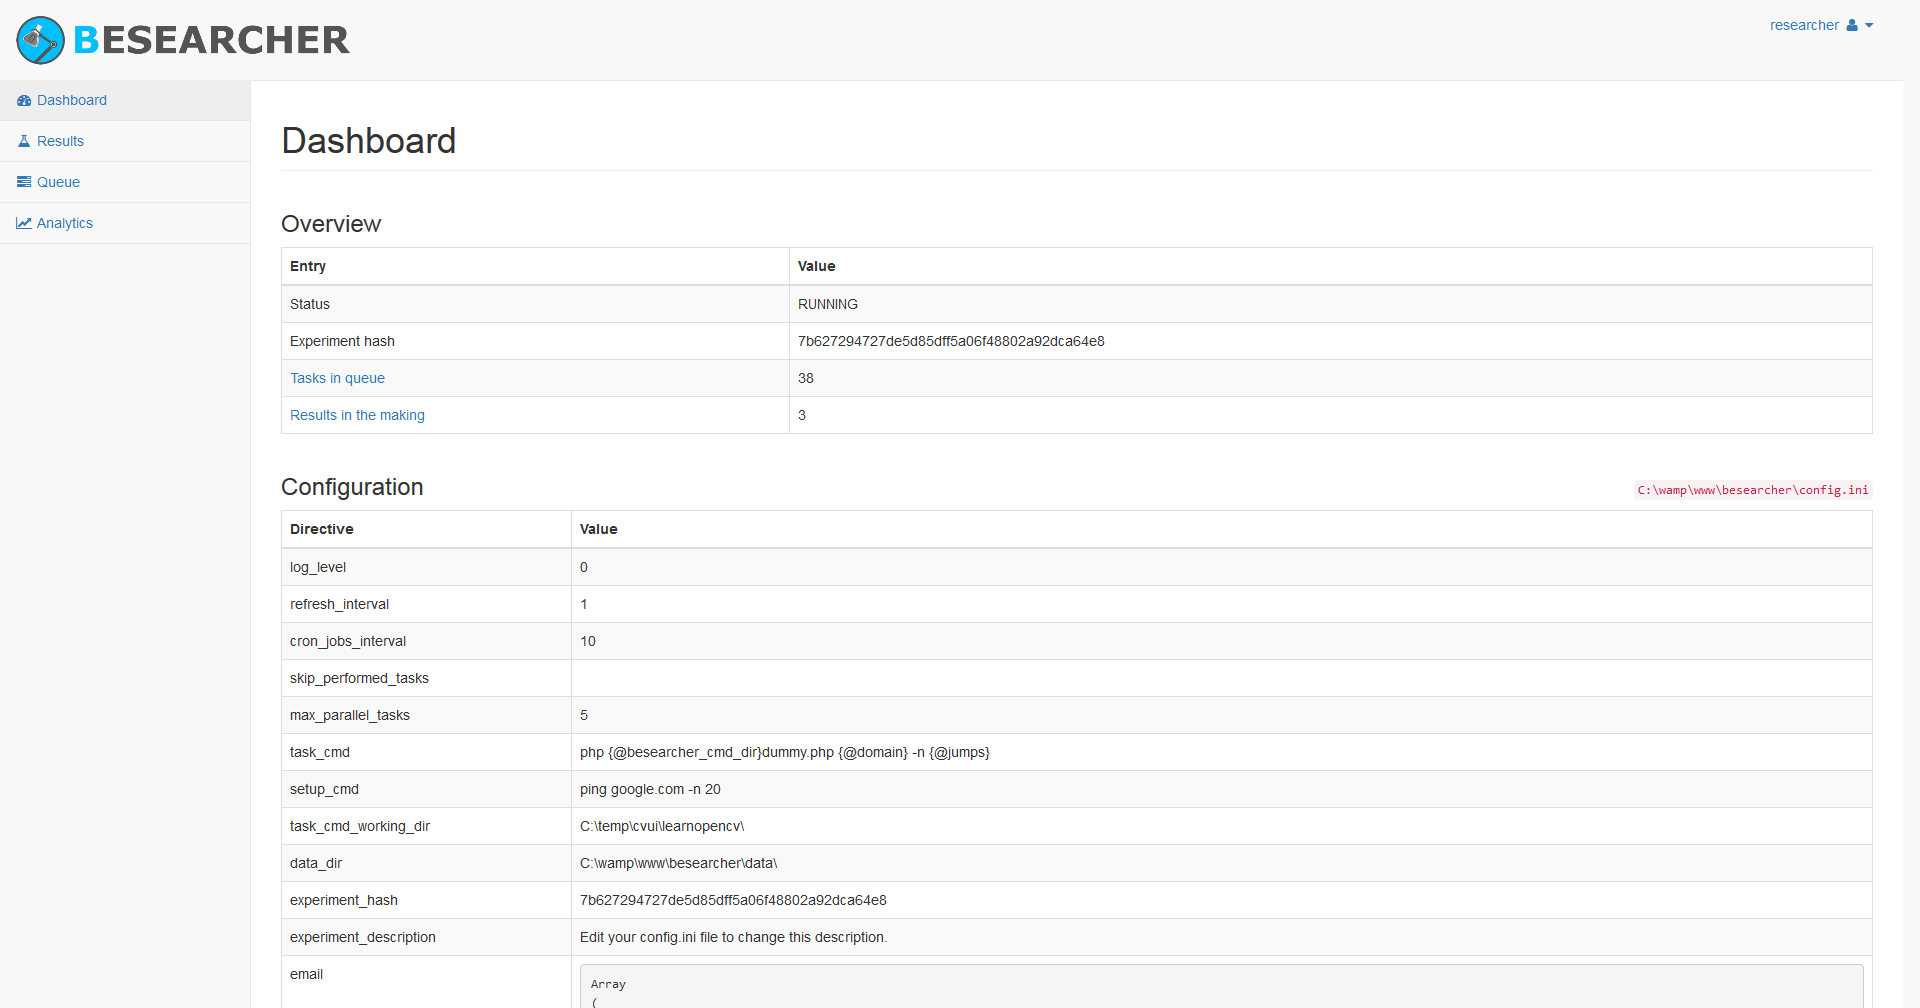 BESEARCHER
researcher
Dashboard
Results
Queue
Analytics
Dashboard
Overview
Entry Value
Status RUNNING
Experiment hash 7b627294727de5d85dff5a06f48802a92dca64e8
Tasks in queue 38
Results in the making 3
Configuration C:\wamp\www\besearcher\config.ini
Directive Value
log_level 0
refresh_interval 1
cron_jobs_interval 10
skip_performed_tasks
max_parallel_tasks 5
task_cmd php {@besearcher_cmd_dir}dummy.php {@domain} -n {@jumps}
setup_cmd ping google.com -n 20
task_cmd_working_dir C:\temp\cvui\learnopencv\
data_dir C:\wamp\www\besearcher\data\
experiment_hash 7b627294727de5d85dff5a06f48802a92dca64e8
experiment_description Edit your config.ini file to change this description.
email Array
(